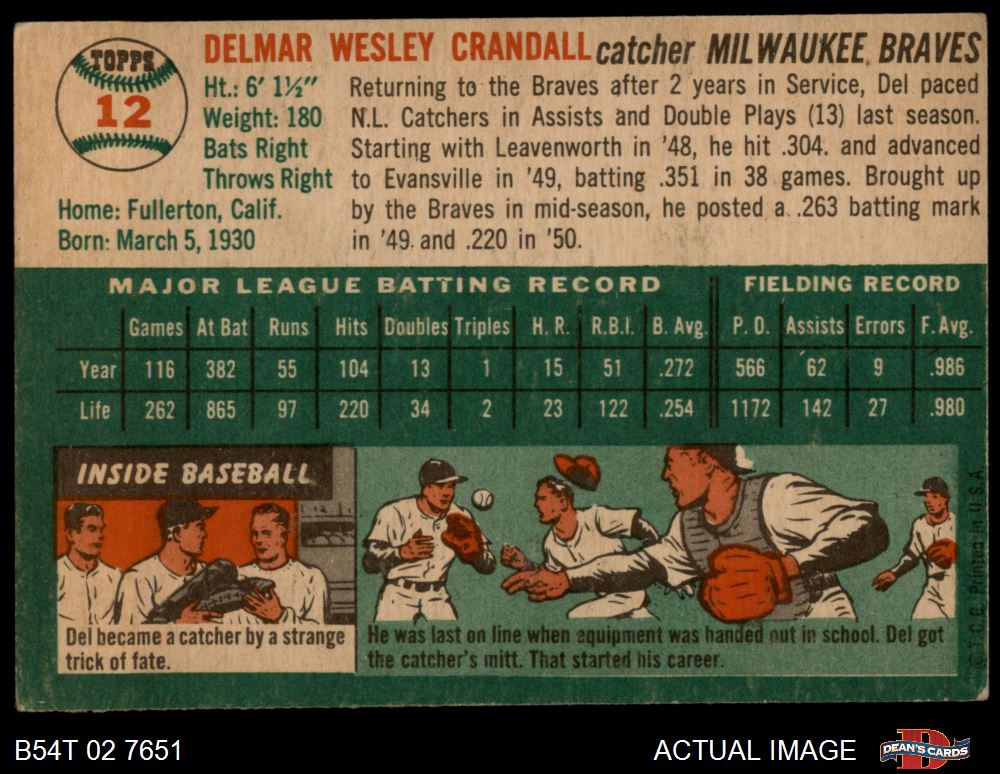 TOPPS
12
DELMAR WESLEY CRANDALL catcher MILWAUKEE BRAVES
Ht.: 6' 1½"
Weight: 180
Bats Right
Throws Right
Home: Fullerton, Calif.
Born: March 5, 1930
Returning to the Braves after 2 years in Service, Del paced
N.L. Catchers in Assists and Double Plays (13) last season.
Starting with Leavenworth in '48, he hit .304. and advanced
to Evansville in '49, batting .351 in 38 games. Brought up
by the Braves in mid-season, he posted a .263 batting mark
in '49 and .220 in '50.
MAJOR LEAGUE BATTING RECORD FIELDING RECORD
Games At Bat Runs Hits Doubles Triples H. R. R.B.I. B. Avg. P. O. Assists Errors F. Avg.
Year 116 382 55 104 13 1 15 51 .272 566 62 9 .986
Life 262 865 97 220 34 2 23 122 .254 1172 142 27 .980
INSIDE BASEBALL
Del became a catcher by a strange
trick of fate.
He was last on line when equipment was handed out in school. Del got
the catcher's mitt. That started his career.
© T.C.G. Printed in U.S.A.
B54T 02 7651
ACTUAL IMAGE
DEAN'S CARDS